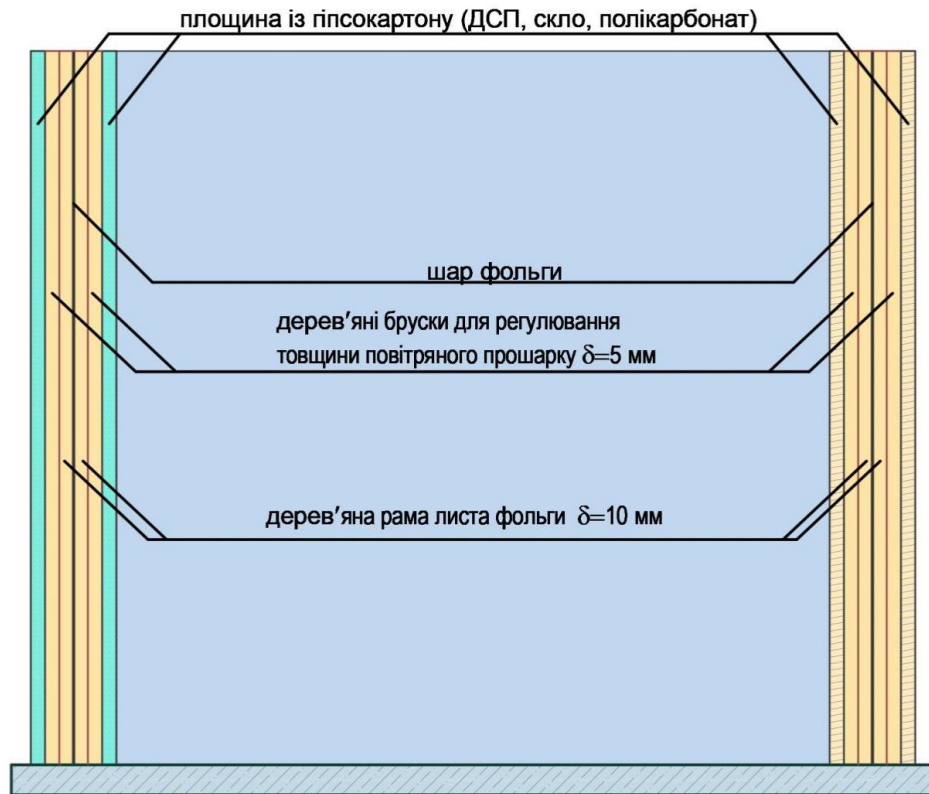 площина із гіпсокартону (ДСП, скло, полікарбонат)
шар фольги
дерев'яні бруски для регулювання
товщини повітряного прошарку δ=5 мм
дерев'яна рама листа фольги δ=10 мм